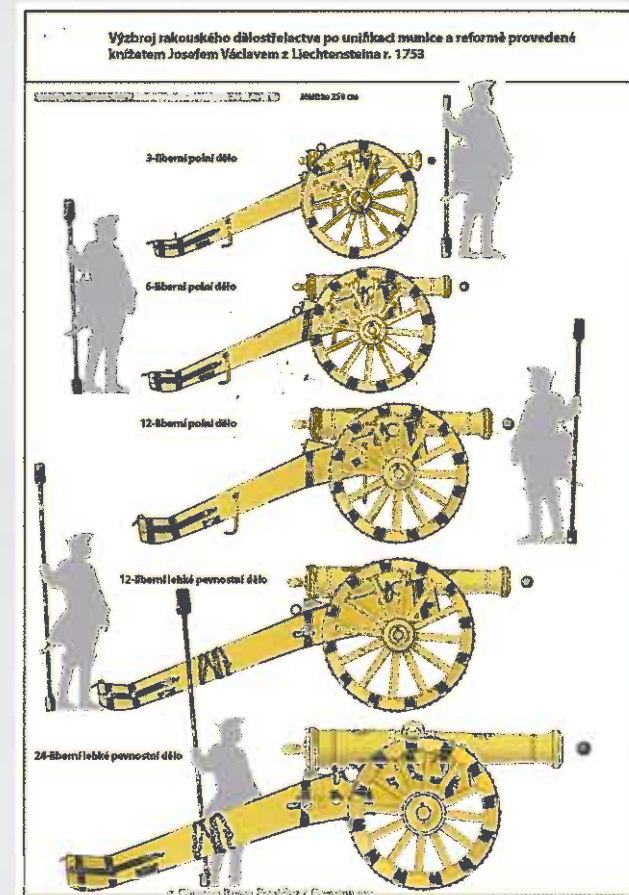 Výzbroj rakouského dělostřelectva po unifikaci munice a reformě provedené
knížetem Josefem Václavem z Liechtensteina r. 1753
3-liberní polní dělo
6-liberní polní dělo
12-liberní polní dělo
12-liberní lehké pevnostní dělo
24-liberní lehké pevnostní dělo